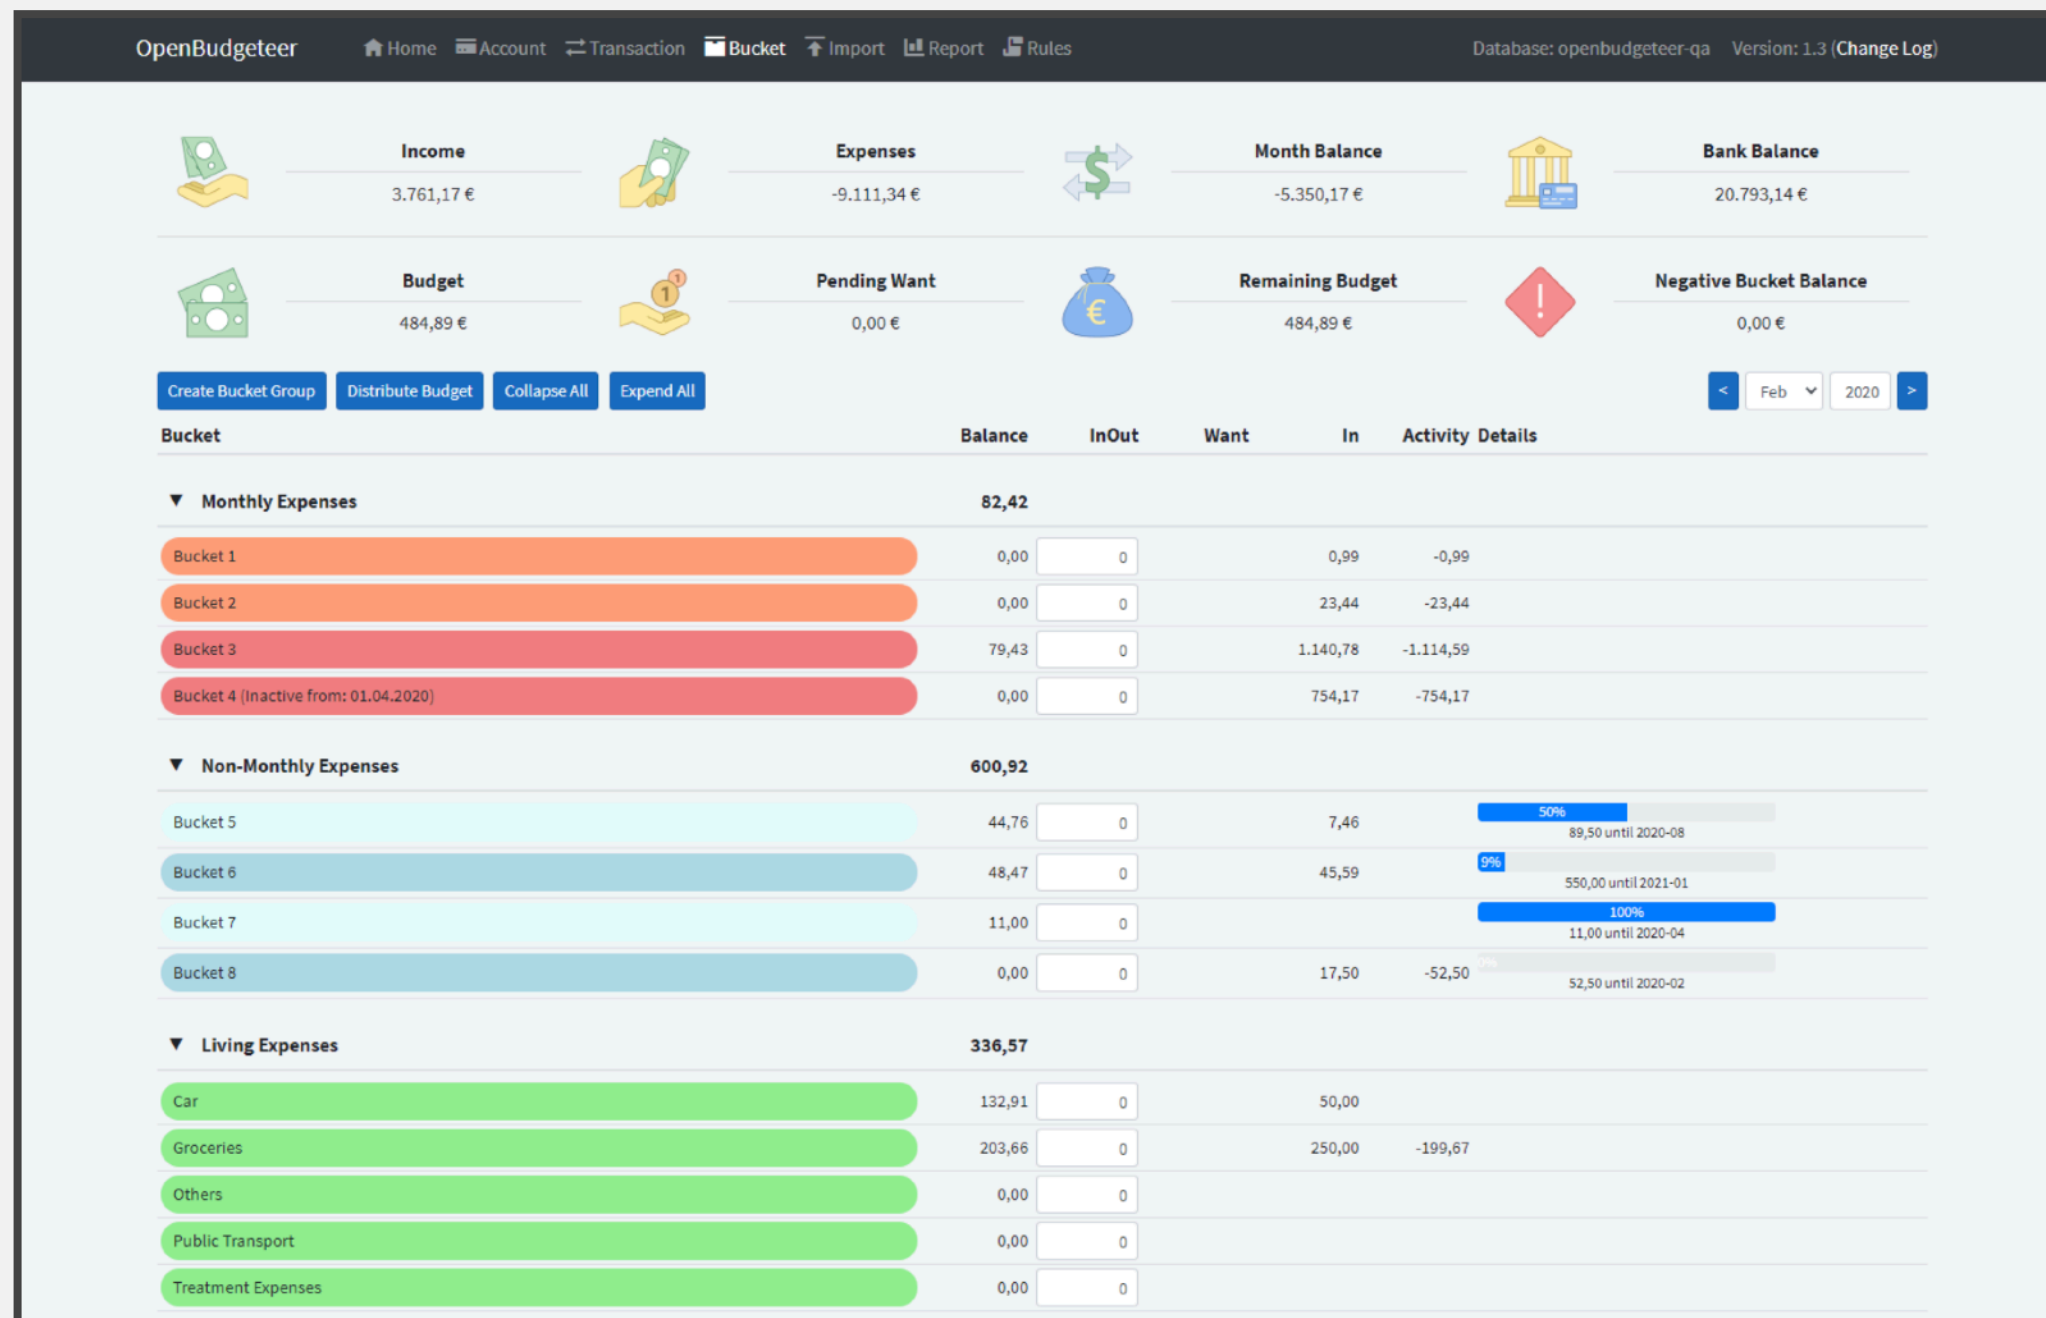 OpenBudgeteer Home Account Transaction Bucket Import Report Rules Database: openbudgeteer-qa Version: 1.3 (Change Log)
Income Expenses Month Balance Bank Balance
3.761,17 € -9.111,34 € -5.350,17 € 20.793,14 €
Budget Pending Want Remaining Budget Negative Bucket Balance
484,89 € 0,00 € 484,89 € 0,00 €
Create Bucket Group Distribute Budget Collapse All Expend All < Feb 2020 >
Bucket Balance InOut Want In Activity Details
Monthly Expenses 82,42
Bucket 1 0,00 0 0,99 -0,99
Bucket 2 0,00 0 23,44 -23,44
Bucket 3 79,43 0 1.140,78 -1.114,59
Bucket 4 (Inactive from: 01.04.2020) 0,00 0 754,17 -754,17
Non-Monthly Expenses 600,92
Bucket 5 44,76 0 7,46 50%
89,50 until 2020-08
Bucket 6 48,47 0 45,59 9%
550,00 until 2021-01
Bucket 7 11,00 0 100%
11,00 until 2020-04
Bucket 8 0,00 0 17,50 -52,50 0%
52,50 until 2020-02
Living Expenses 336,57
Car 132,91 0 50,00
Groceries 203,66 0 250,00 -199,67
Others 0,00 0
Public Transport 0,00 0
Treatment Expenses 0,00 0